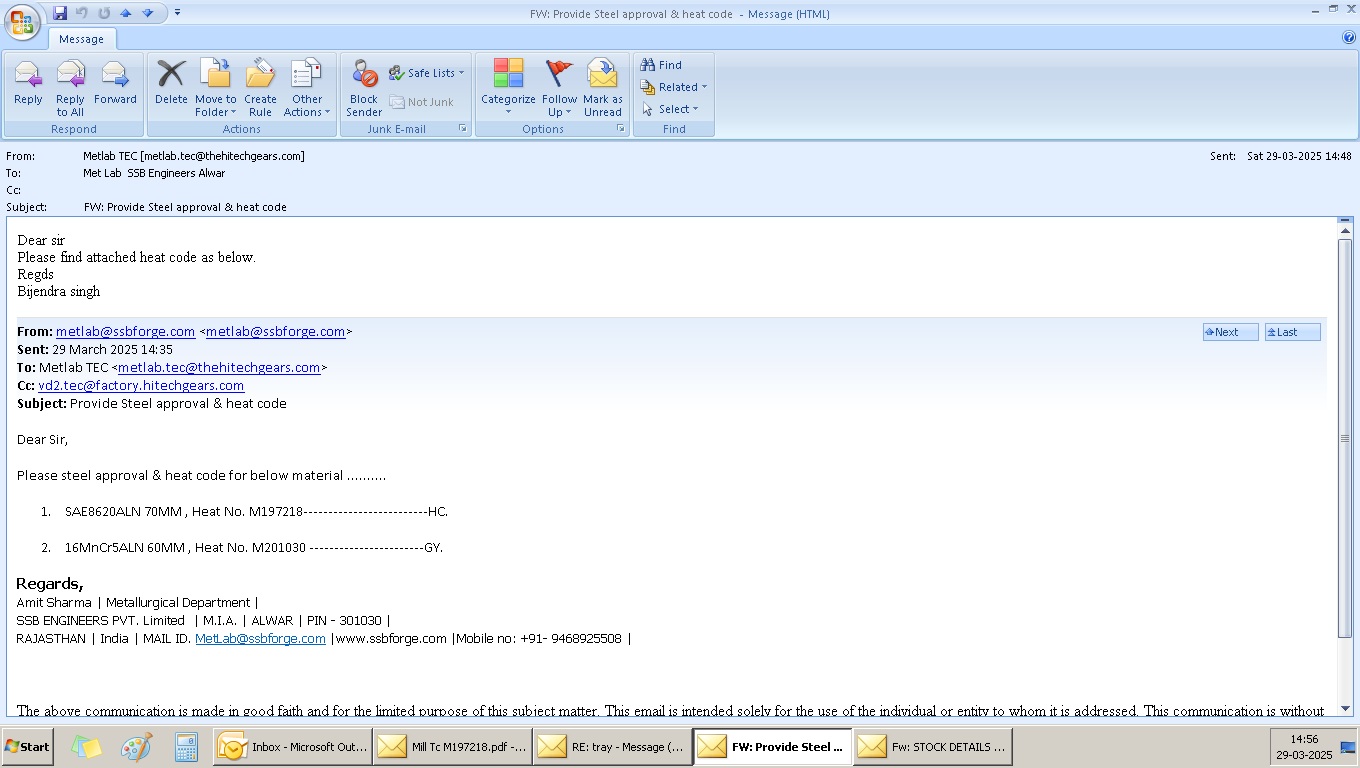 FW: Provide Steel approval & heat code - Message (HTML)
Message
Reply
Reply to All
Forward
Respond
Delete
Move to Folder
Create Rule
Other Actions
Actions
Block Sender
Safe Lists
Not Junk
Junk E-mail
Categorize
Follow Up
Mark as Unread
Options
Find
Related
Select
Find
From: Metlab TEC [metlab.tec@thehitechgears.com]
Sent: Sat 29-03-2025 14:48
To: Met Lab SSB Engineers Alwar
Cc:
Subject: FW: Provide Steel approval & heat code
Dear sir
Please find attached heat code as below.
Regds
Bijendra singh
From: metlab@ssbforge.com <metlab@ssbforge.com>
Next
Last
Sent: 29 March 2025 14:35
To: Metlab TEC <metlab.tec@thehitechgears.com>
Cc: vd2.tec@factory.hitechgears.com
Subject: Provide Steel approval & heat code
Dear Sir,
Please steel approval & heat code for below material ..........
1. SAE8620ALN 70MM , Heat No. M197218-------------------------HC.
2. 16MnCr5ALN 60MM , Heat No. M201030 -----------------------GY.
Regards,
Amit Sharma | Metallurgical Department |
SSB ENGINEERS PVT. Limited | M.I.A. | ALWAR | PIN - 301030 |
RAJASTHAN | India | MAIL ID. MetLab@ssbforge.com |www.ssbforge.com |Mobile no: +91- 9468925508 |
The above communication is made in good faith and for the limited purpose of this subject matter. This email is intended solely for the use of the individual or entity to whom it is addressed. This communication is without
Start
Inbox - Microsoft Out...
Mill Tc M197218.pdf -...
RE: tray - Message (...
FW: Provide Steel ...
Fw: STOCK DETAILS ...
14:56
29-03-2025